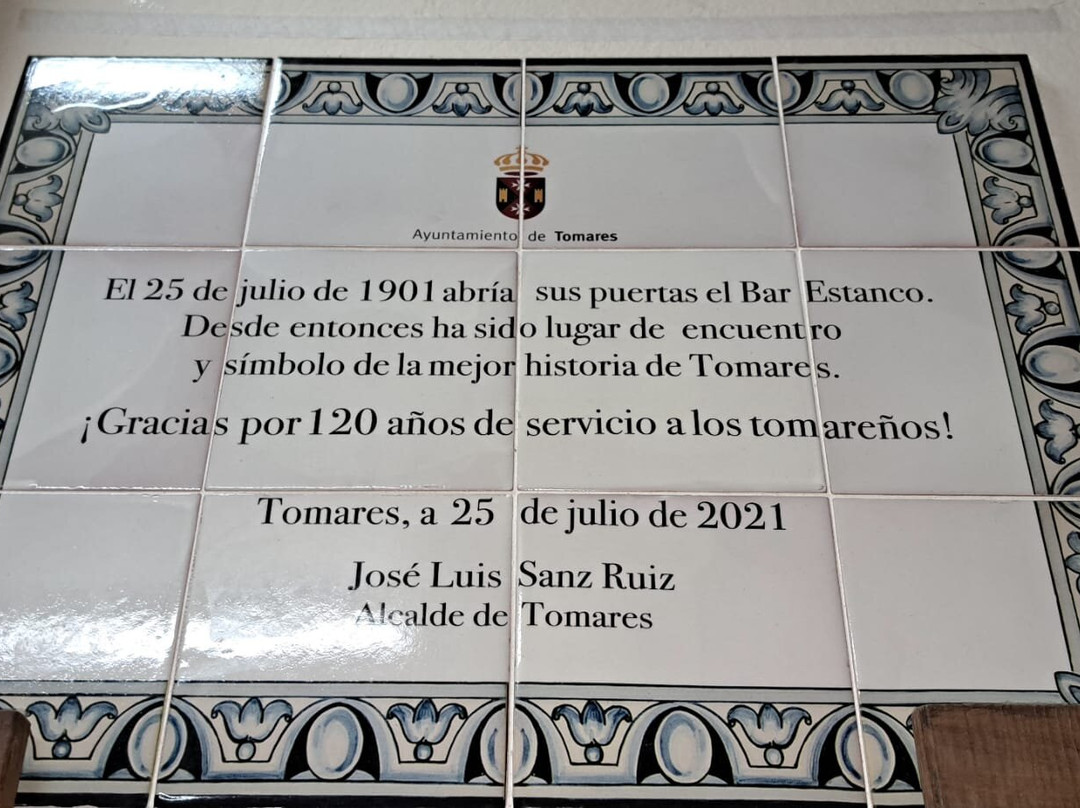 Ayuntamiento de Tomares
El 25 de julio de 1901 abría sus puertas el Bar Estanco.
Desde entonces ha sido lugar de encuentro
y símbolo de la mejor historia de Tomares.
¡Gracias por 120 años de servicio a los tomareños!
Tomares, a 25 de julio de 2021
José Luis Sanz Ruiz
Alcalde de Tomares